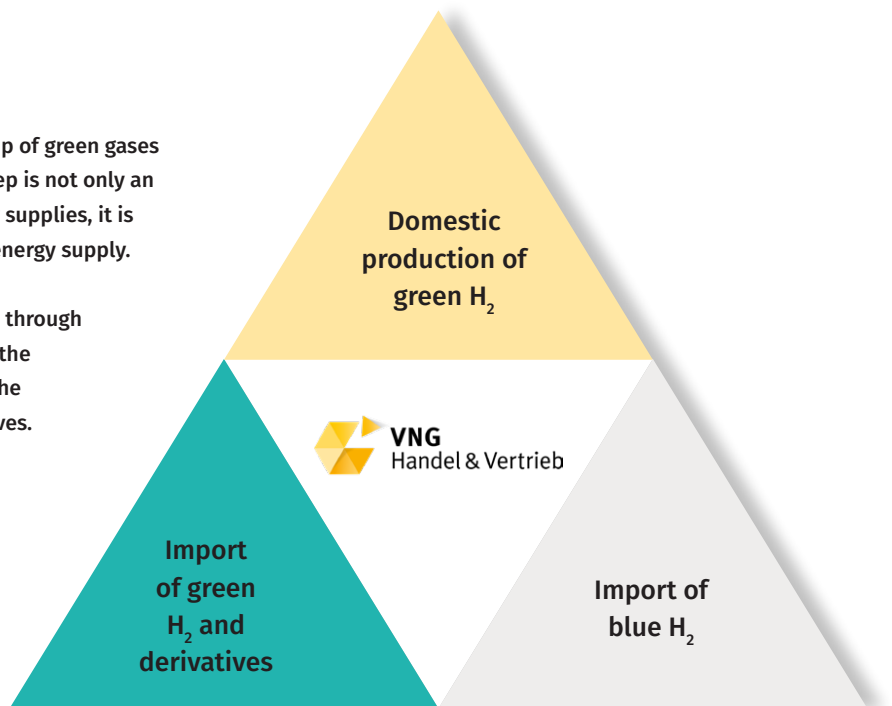 p of green gases
ep is not only an
supplies, it is
energy supply.
through
the
he
ves.
Domestic
production of
green H₂
VNG
Handel & Vertrieb
Import
of green
H₂ and
derivatives
Import of
blue H₂